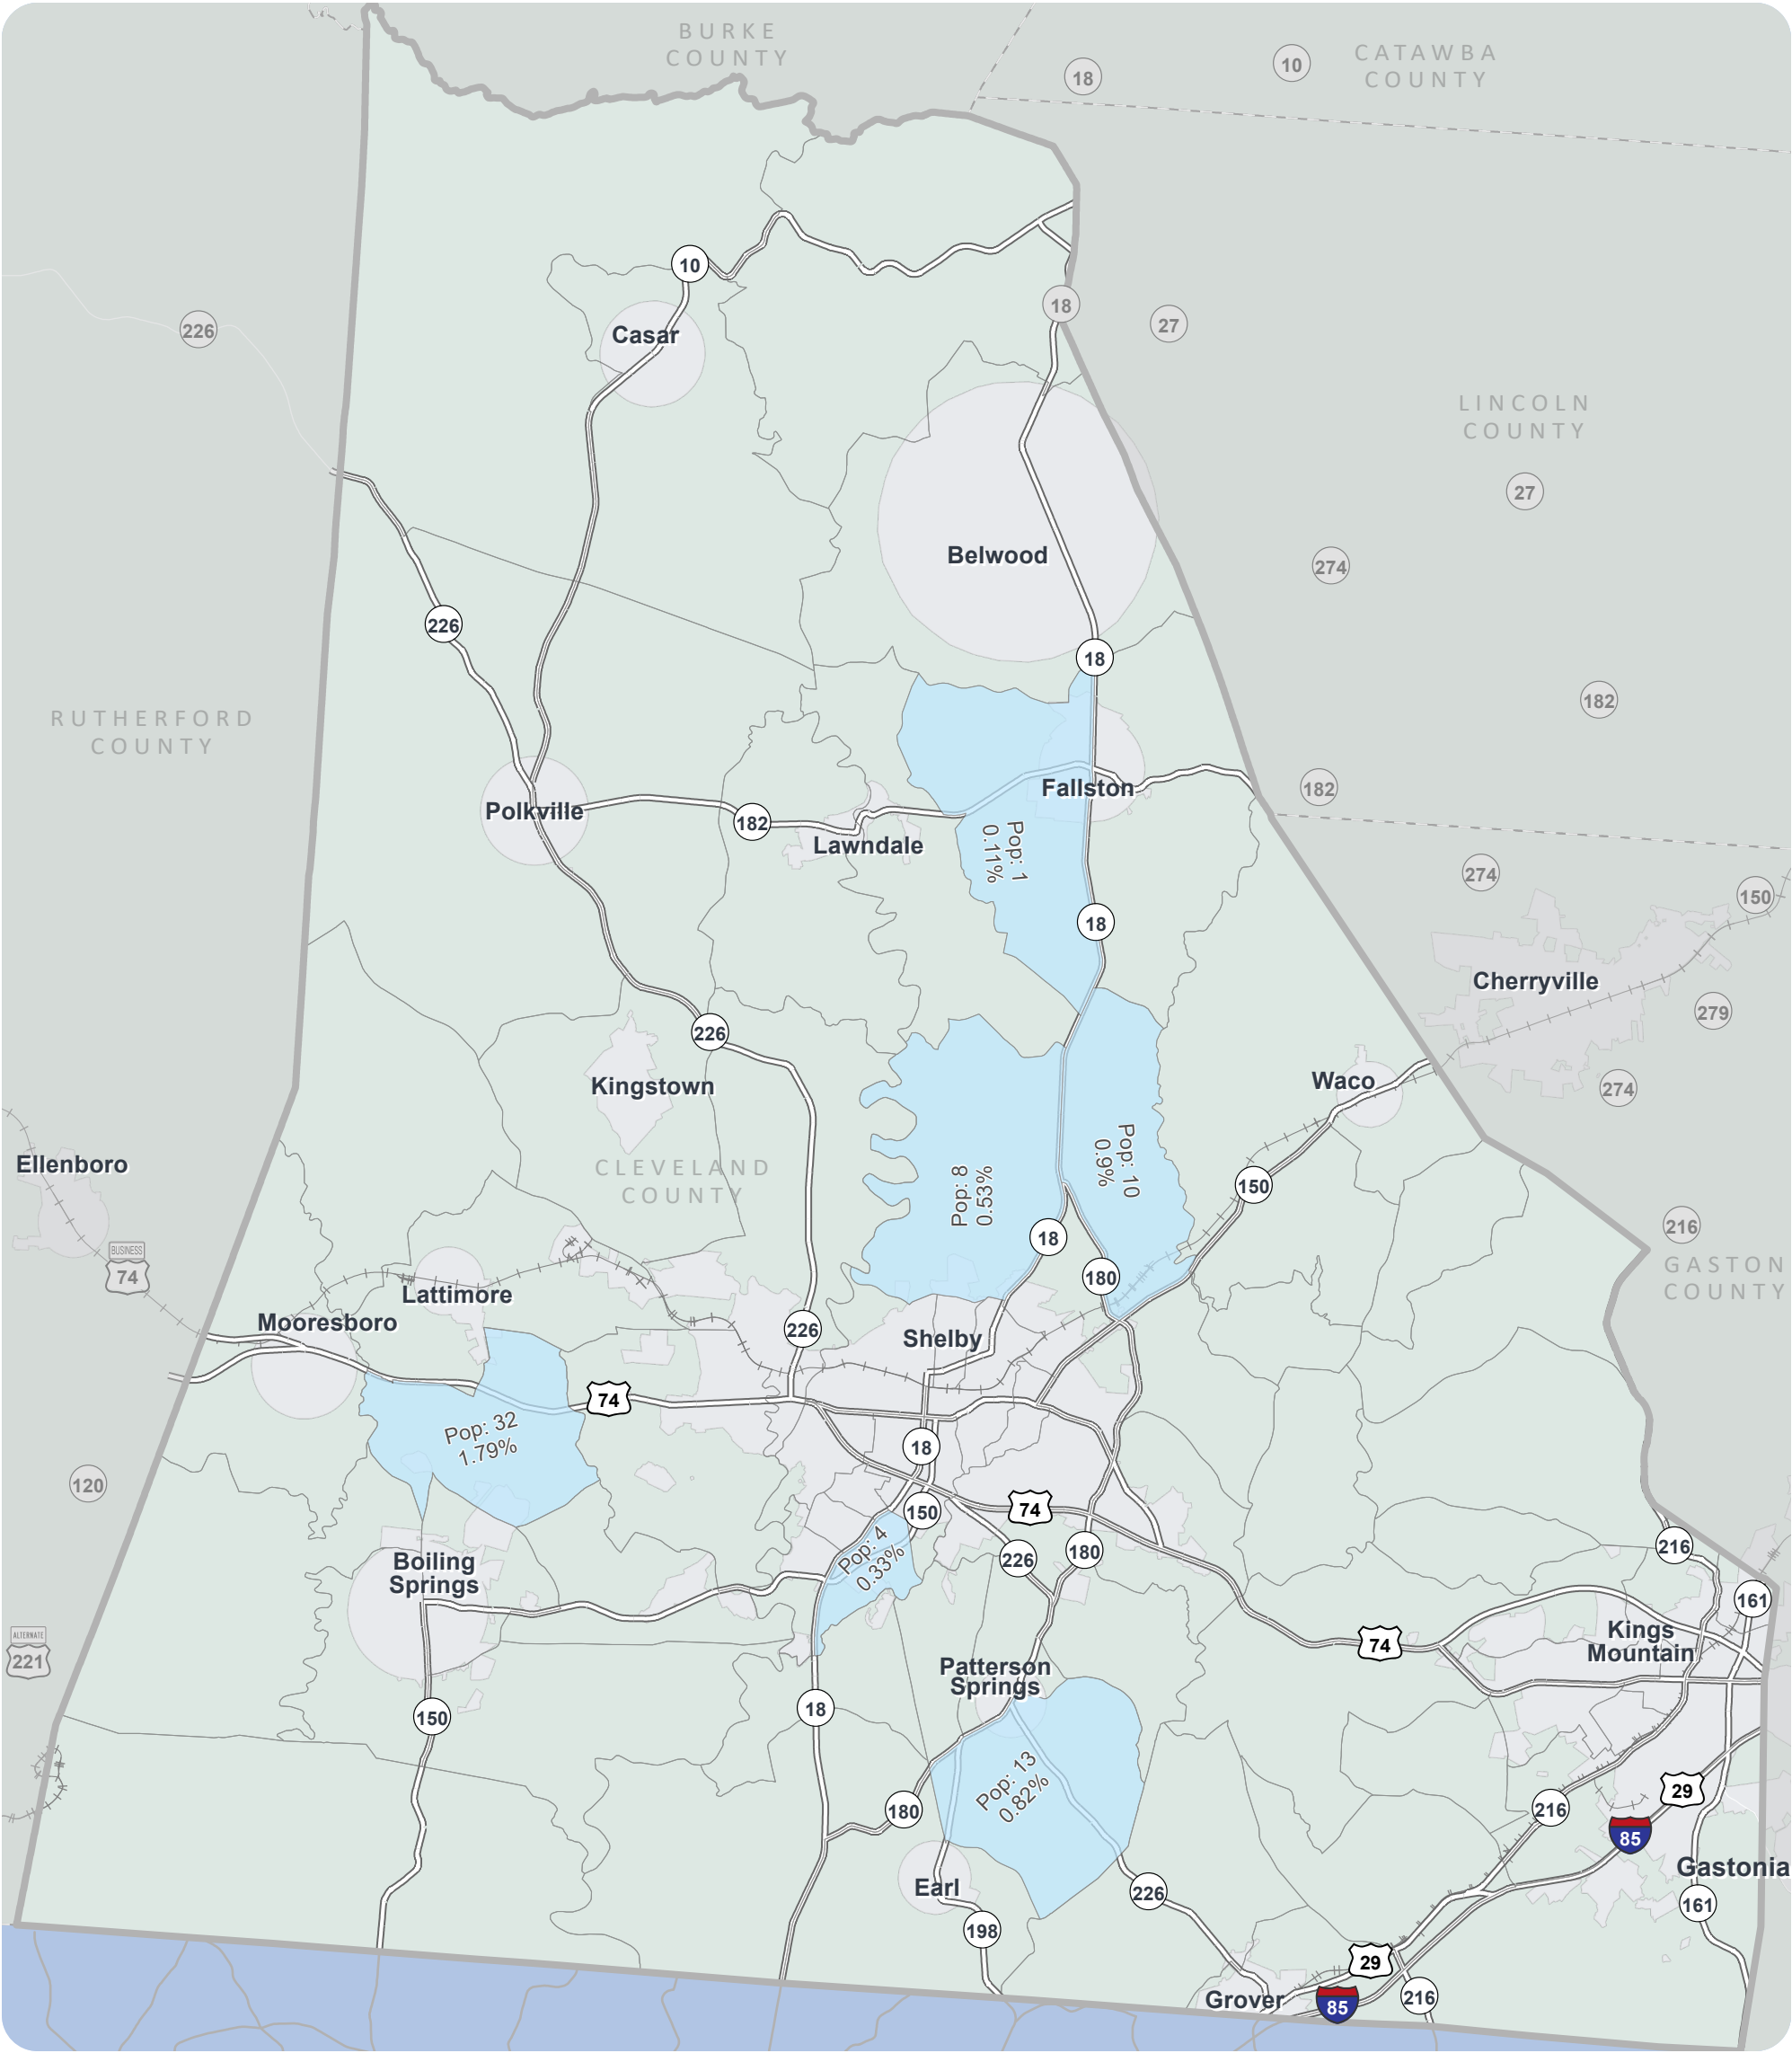 BURKE
COUNTY
CATAWBA
COUNTY
18
10
10
226
18
27
Casar
LINCOLN
COUNTY
27
Belwood
274
226
18
182
RUTHERFORD
COUNTY
Fallston
182
Polkville
182
Lawndale
Pop: 1
0.11%
274
150
18
Cherryville
279
226
Kingstown
Waco
274
Ellenboro
CLEVELAND
COUNTY
Pop: 10
0.9%
Pop: 8
0.53%
150
216
18
BUSINESS
74
180
GASTON
COUNTY
Lattimore
Mooresboro
226
Shelby
74
Pop: 32
1.79%
18
120
150
74
Pop: 4
0.33%
226
180
216
Boiling
Springs
161
ALTERNATE
221
74
Kings
Mountain
Patterson
Springs
18
150
Pop: 13
0.82%
180
29
216
85
Gastonia
Earl
226
161
198
29
Grover
85
216